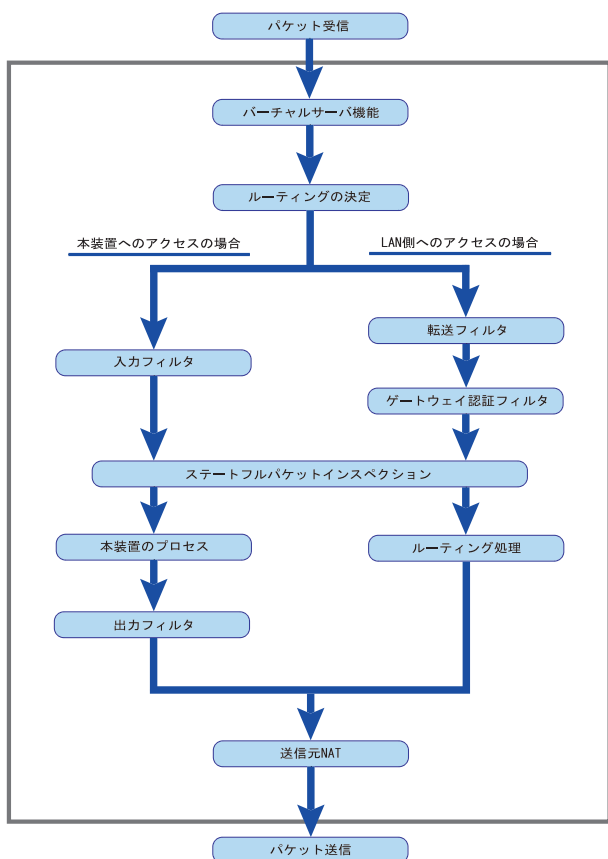 パケット受信
バーチャルサーバ機能
ルーティングの決定
本装置へのアクセスの場合
LAN側へのアクセスの場合
転送フィルタ
入力フィルタ
ゲートウェイ認証フィルタ
ステートフルパケットインスペクション
本装置のプロセス
ルーティング処理
出力フィルタ
送信元NAT
パケット送信